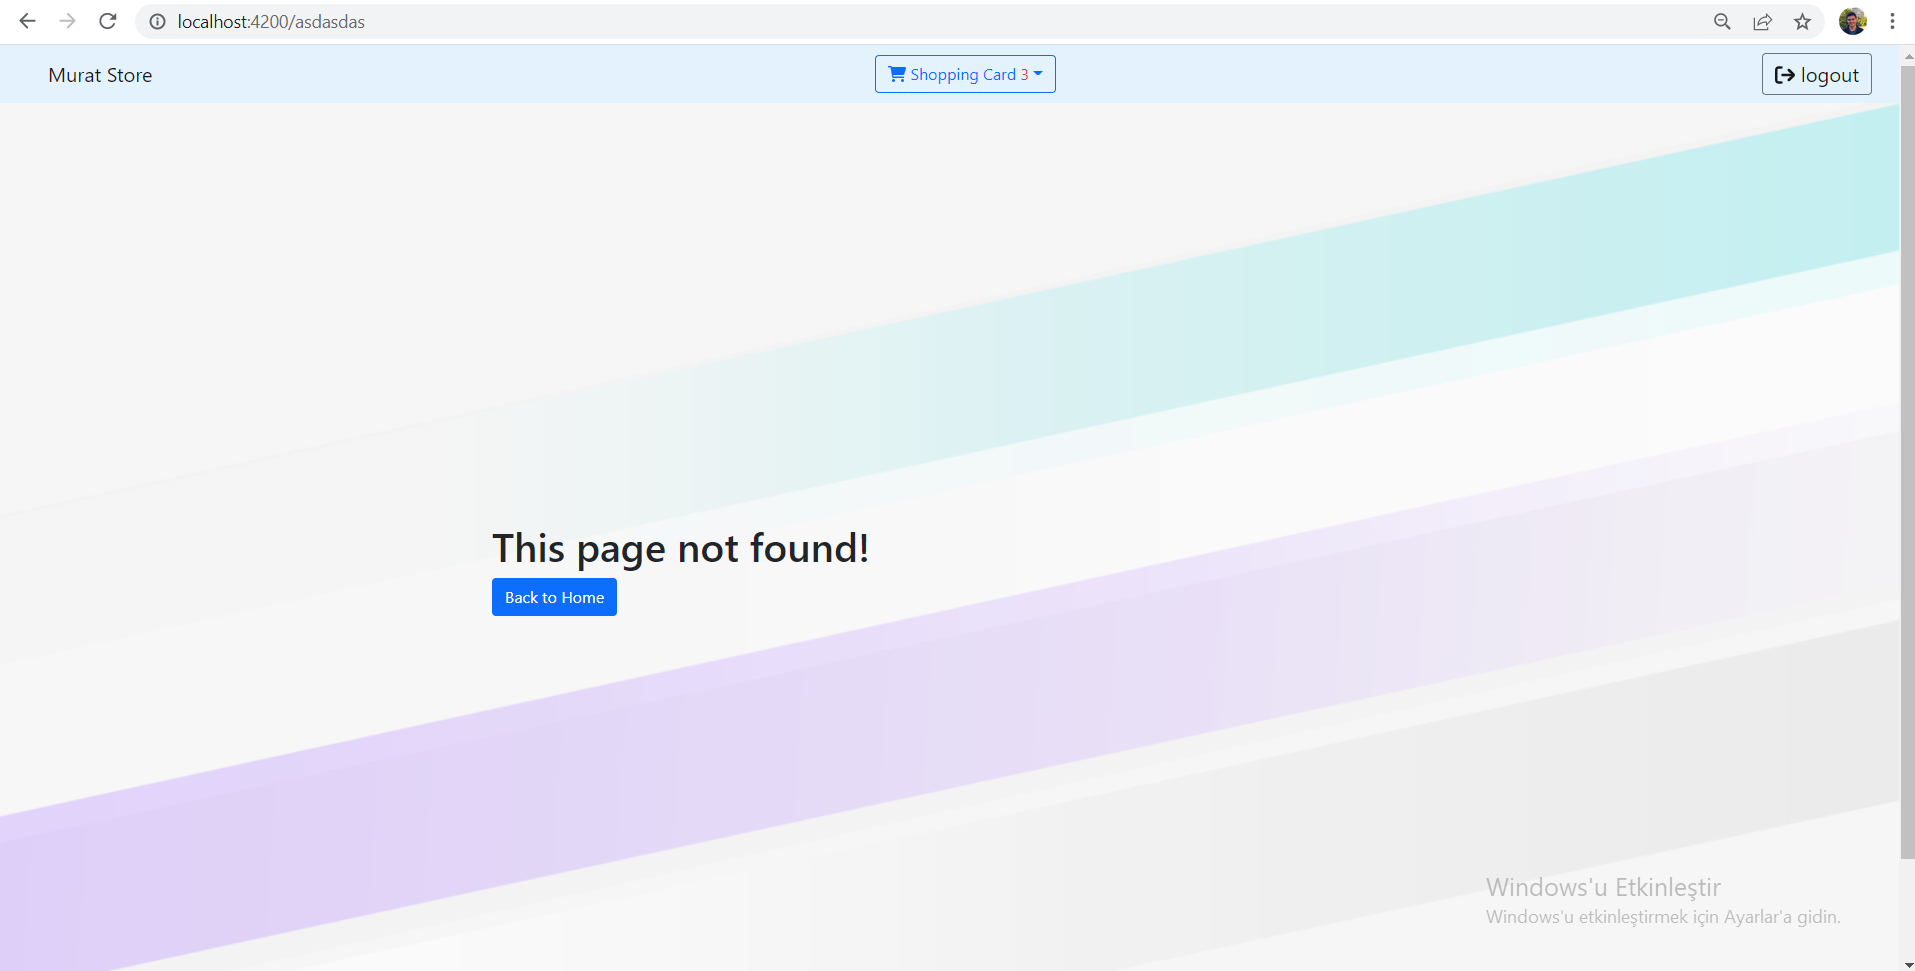 localhost:4200/asdasdas
Murat Store
Shopping Card 3
logout
This page not found!
Back to Home
Windows'u Etkinleştir
Windows'u etkinleştirmek için Ayarlar'a gidin.